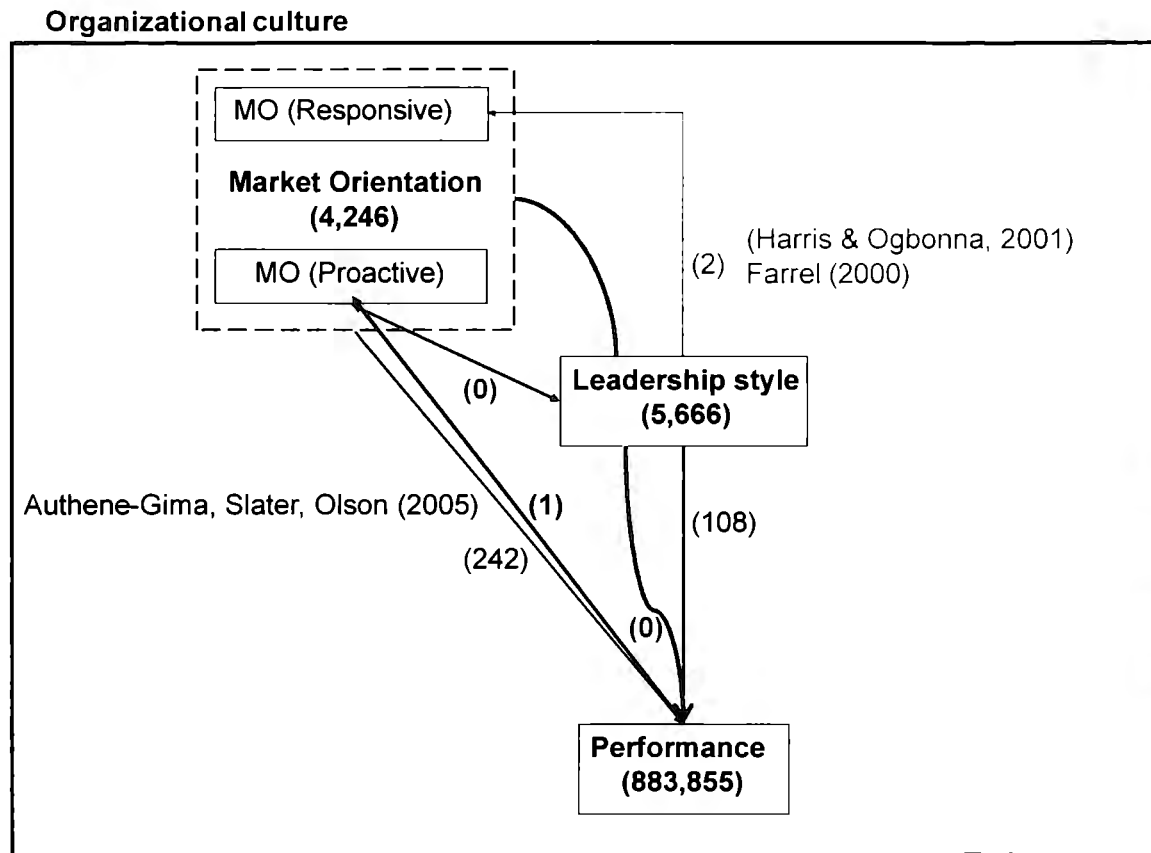 Organizational culture
MO (Responsive)
Market Orientation
(4,246)
MO (Proactive)
(2)
(Harris & Ogbonna, 2001)
Farrel (2000)
(0)
Leadership style
(5,666)
Authene-Gima, Slater, Olson (2005)
(1)
(242)
(108)
(0)
Performance
(883,855)